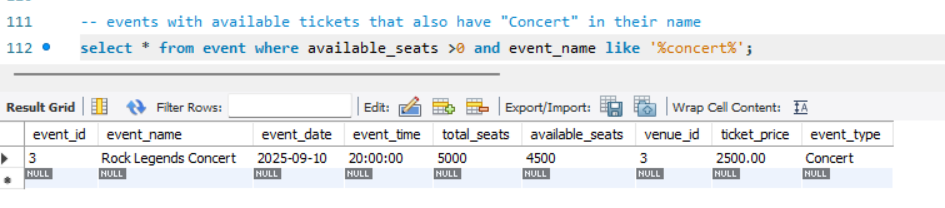 111 -- events with available tickets that also have "Concert" in their name
112 select * from event where available_seats >0 and event_name like '%concert%';
Result Grid Filter Rows: Edit: Export/Import: Wrap Cell Content: IA
event_id event_name event_date event_time total_seats available_seats venue_id ticket_price event_type
3 Rock Legends Concert 2025-09-10 20:00:00 5000 4500 3 2500.00 Concert
NULL NULL NULL NULL NULL NULL NULL NULL NULL